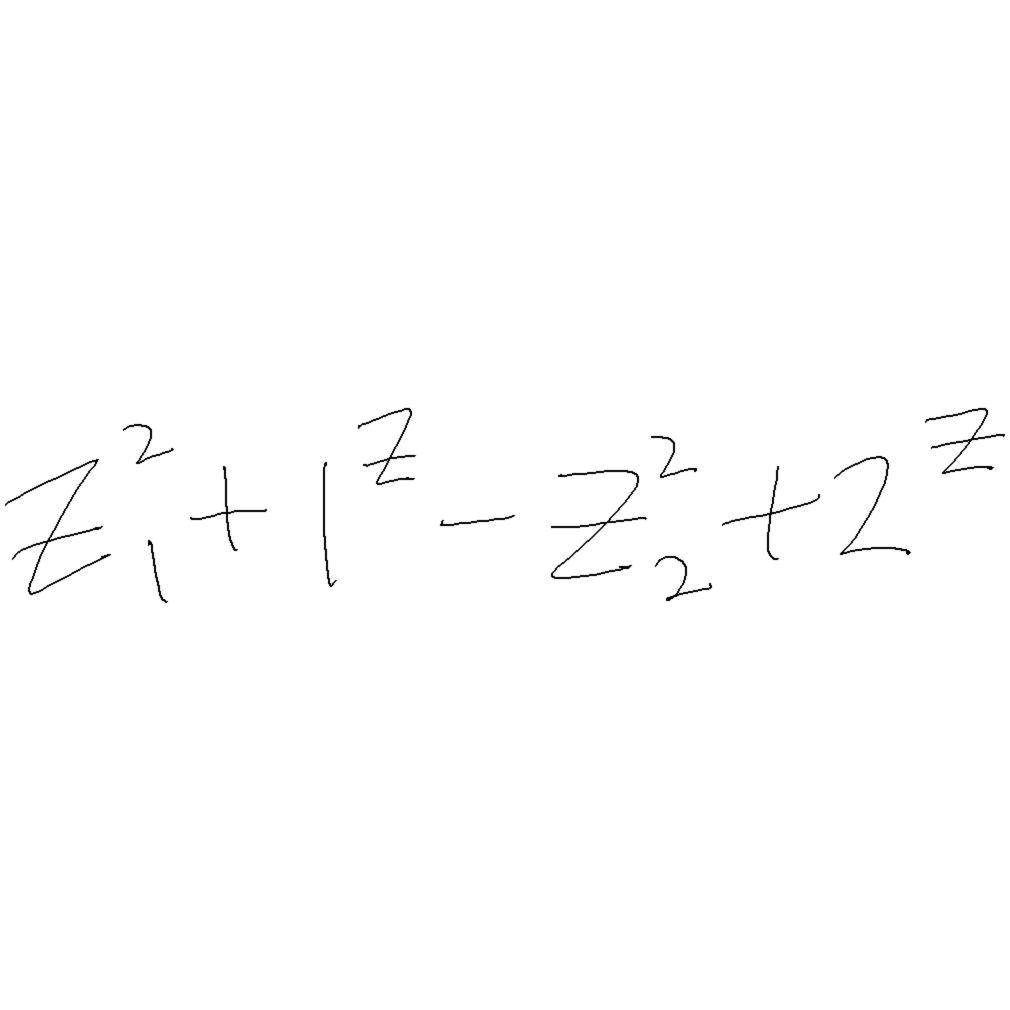 z_1^2 + 1^z - z_2^2 + 2^z